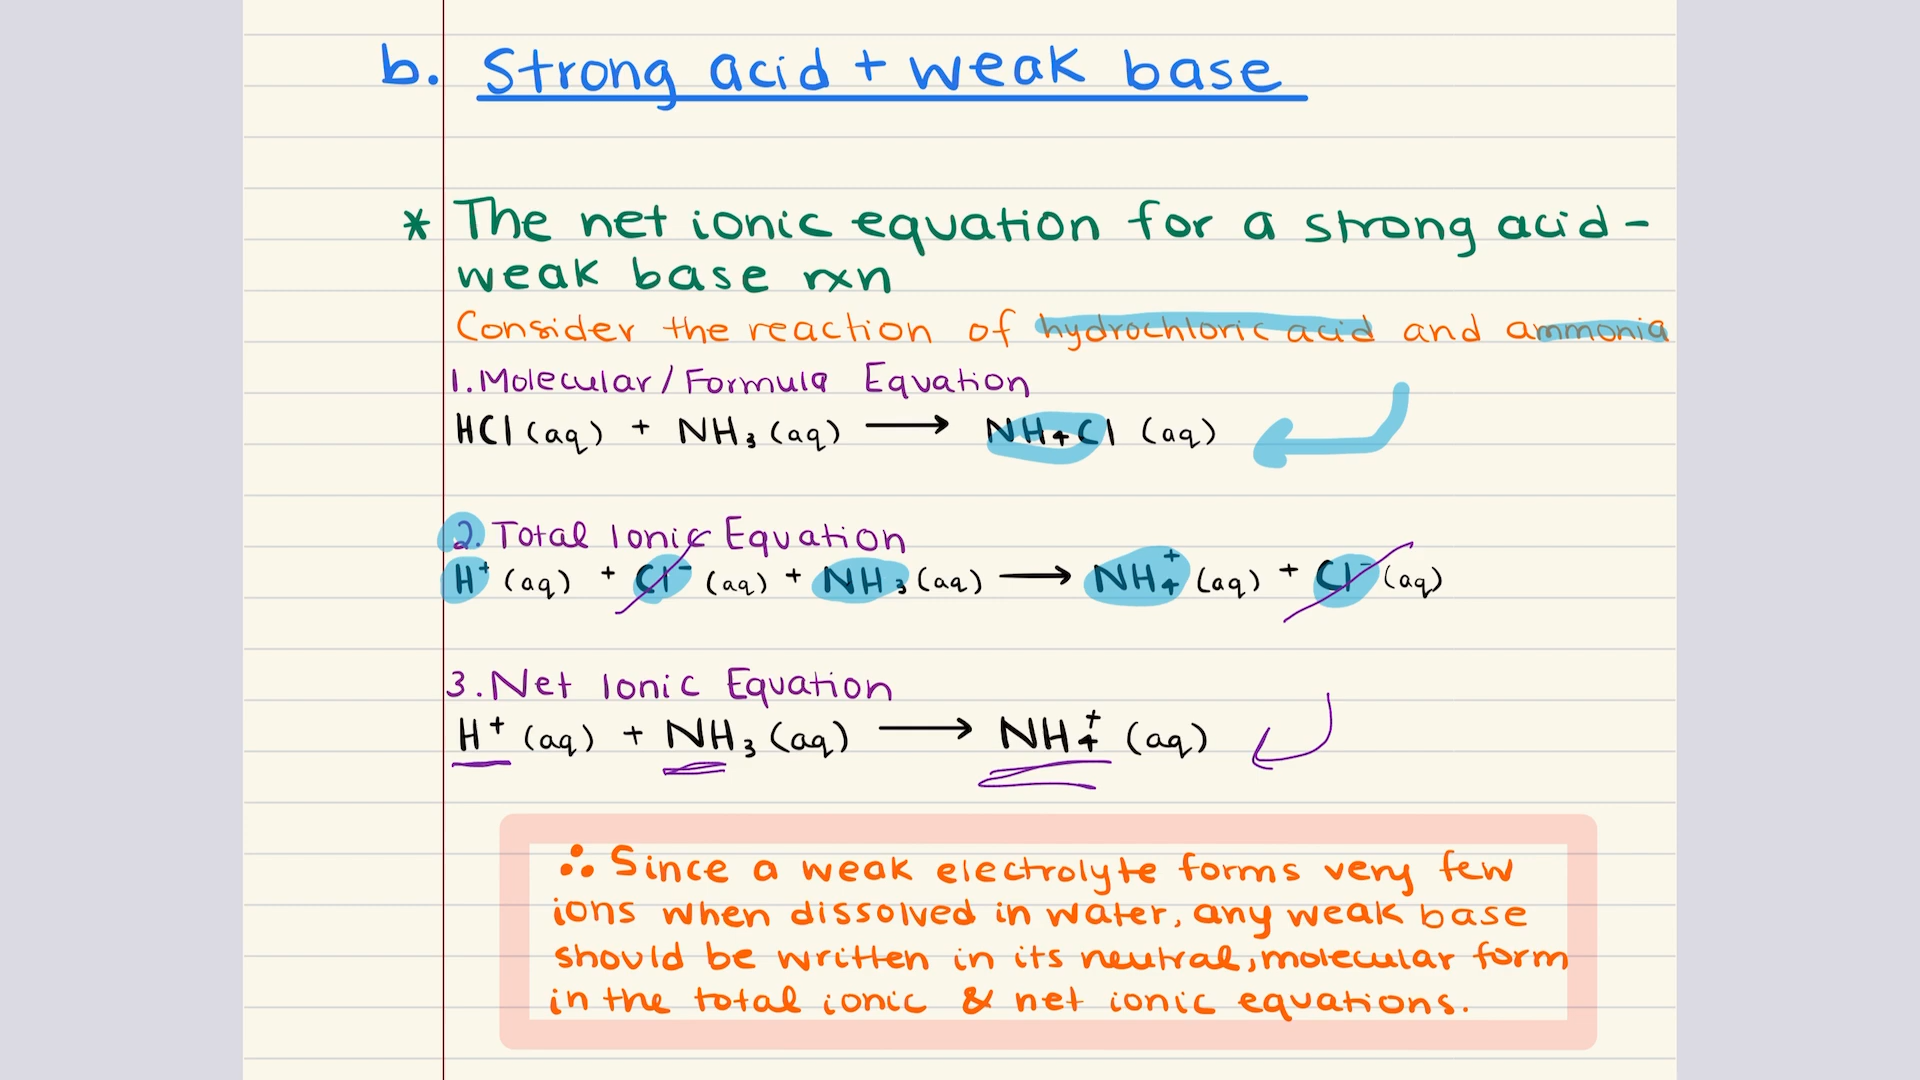 b. Strong acid + weak base
* The net ionic equation for a strong acid-
weak base rxn
Consider the reaction of hydrochloric acid and ammonia
1. Molecular/Formula Equation
HCl (aq) + NH₃ (aq) ⟶ NH₄Cl (aq)
2. Total Ionic Equation
H⁺ (aq) + Cl⁻ (aq) + NH₃ (aq) ⟶ NH₄⁺ (aq) + Cl⁻ (aq)
3. Net Ionic Equation
H⁺ (aq) + NH₃ (aq) ⟶ NH₄⁺ (aq)
∴ Since a weak electrolyte forms very few
ions when dissolved in water, any weak base
should be written in its neutral, molecular form
in the total ionic & net ionic equations.